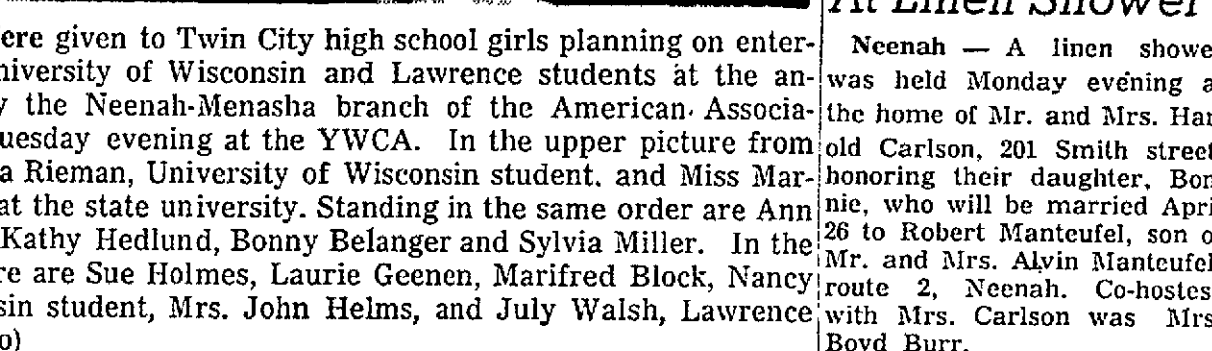 ere given to Twin City high school girls planning on enter-
niversity of Wisconsin and Lawrence students at the an-
y the Neenah-Menasha branch of the American Associa-
uesday evening at the YWCA. In the upper picture from
a Rieman, University of Wisconsin student. and Miss Mar-
at the state university. Standing in the same order are Ann
Kathy Hedlund, Bonny Belanger and Sylvia Miller. In the
re are Sue Holmes, Laurie Geenen, Marifred Block, Nancy
sin student, Mrs. John Helms, and July Walsh, Lawrence
o)
At Linen Shower
Neenah — A linen showe
was held Monday evening a
the home of Mr. and Mrs. Har
old Carlson, 201 Smith street
honoring their daughter, Bon
nie, who will be married Apri
26 to Robert Manteufel, son o
Mr. and Mrs. Alvin Manteufel
route 2, Neenah. Co-hostes
with Mrs. Carlson was Mrs
Boyd Burr.